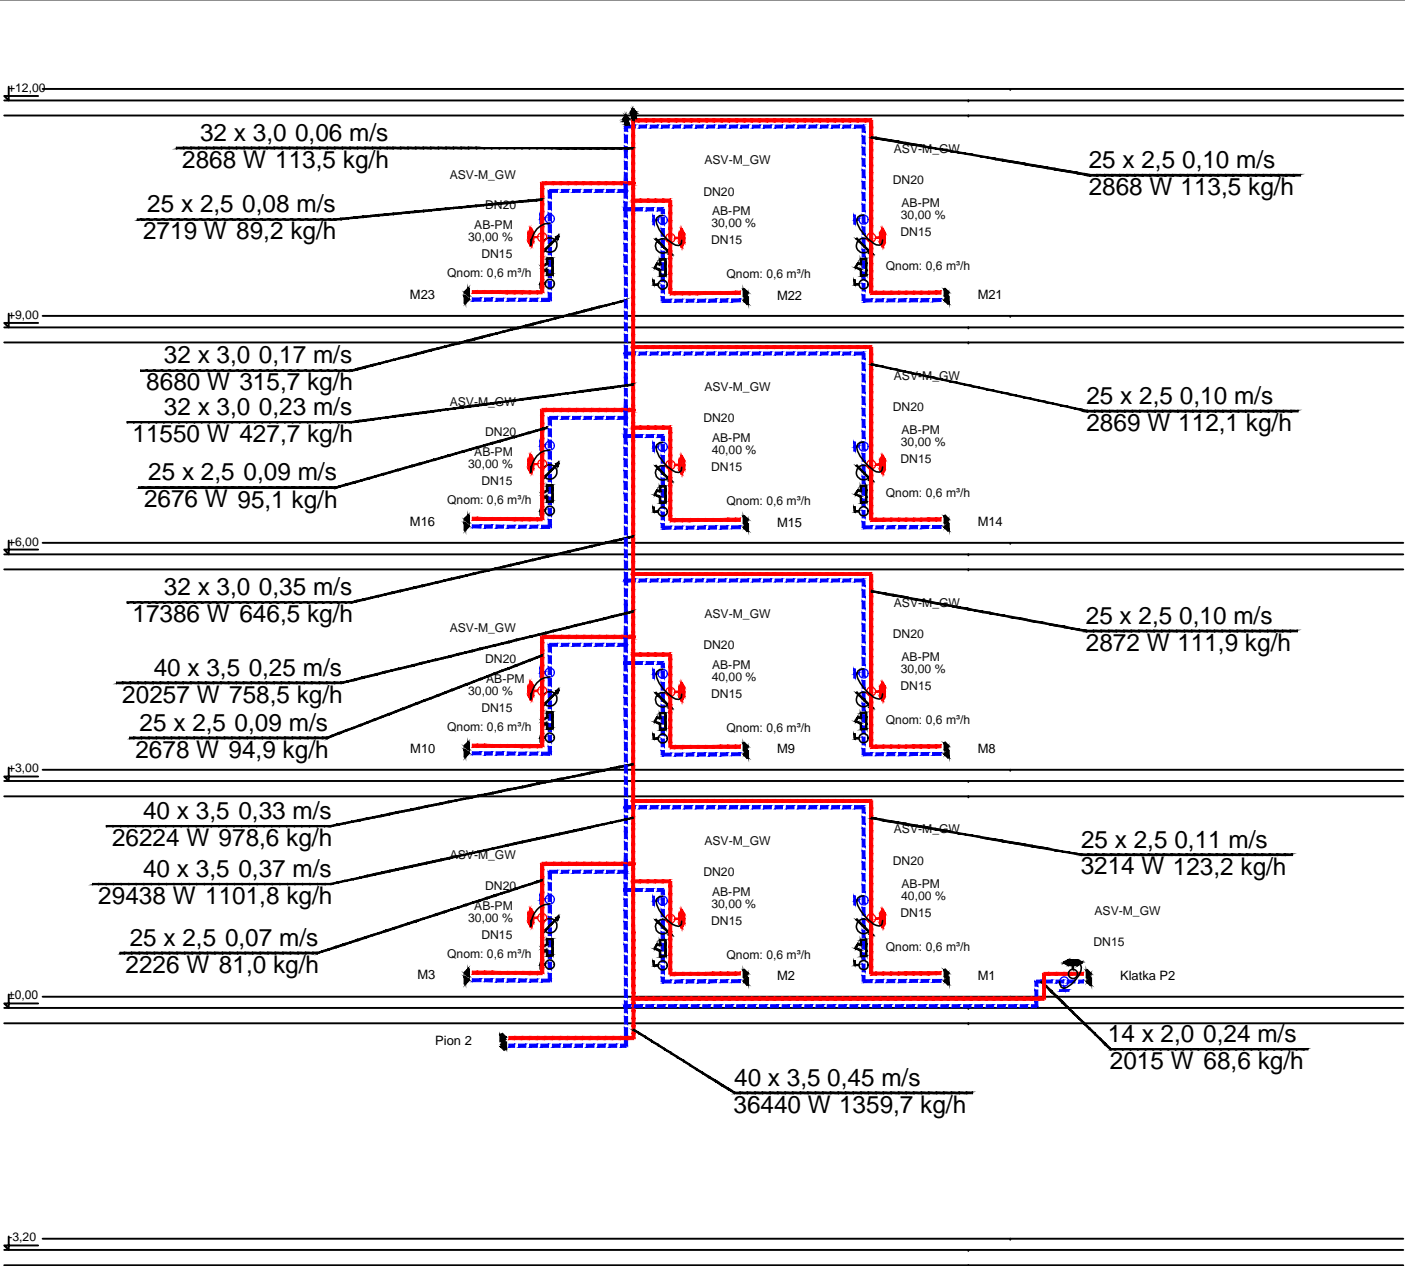 +12,00
32 x 3,0 0,06 m/s
2868 W 113,5 kg/h
ASV-M_GW
DN20
AB-PM
30,00 %
DN15
Qnom: 0,6 m³/h
M23
25 x 2,5 0,08 m/s
2719 W 89,2 kg/h
ASV-M_GW
DN20
AB-PM
30,00 %
DN15
Qnom: 0,6 m³/h
M22
ASV-M_GW
DN20
AB-PM
30,00 %
DN15
Qnom: 0,6 m³/h
M21
25 x 2,5 0,10 m/s
2868 W 113,5 kg/h
+9,00
32 x 3,0 0,17 m/s
8680 W 315,7 kg/h
32 x 3,0 0,23 m/s
11550 W 427,7 kg/h
25 x 2,5 0,09 m/s
2676 W 95,1 kg/h
ASV-M_GW
DN20
AB-PM
30,00 %
DN15
Qnom: 0,6 m³/h
M16
ASV-M_GW
DN20
AB-PM
40,00 %
DN15
Qnom: 0,6 m³/h
M15
ASV-M_GW
DN20
AB-PM
30,00 %
DN15
Qnom: 0,6 m³/h
M14
25 x 2,5 0,10 m/s
2869 W 112,1 kg/h
+6,00
32 x 3,0 0,35 m/s
17386 W 646,5 kg/h
40 x 3,5 0,25 m/s
20257 W 758,5 kg/h
25 x 2,5 0,09 m/s
2678 W 94,9 kg/h
ASV-M_GW
DN20
AB-PM
30,00 %
DN15
Qnom: 0,6 m³/h
M10
ASV-M_GW
DN20
AB-PM
40,00 %
DN15
Qnom: 0,6 m³/h
M9
ASV-M_GW
DN20
AB-PM
30,00 %
DN15
Qnom: 0,6 m³/h
M8
25 x 2,5 0,10 m/s
2872 W 111,9 kg/h
+3,00
40 x 3,5 0,33 m/s
26224 W 978,6 kg/h
40 x 3,5 0,37 m/s
29438 W 1101,8 kg/h
25 x 2,5 0,07 m/s
2226 W 81,0 kg/h
ASV-M_GW
DN20
AB-PM
30,00 %
DN15
Qnom: 0,6 m³/h
M3
ASV-M_GW
DN20
AB-PM
30,00 %
DN15
Qnom: 0,6 m³/h
M2
ASV-M_GW
DN20
AB-PM
40,00 %
DN15
Qnom: 0,6 m³/h
M1
25 x 2,5 0,11 m/s
3214 W 123,2 kg/h
ASV-M_GW
DN15
Klatka P2
±0,00
Pion 2
14 x 2,0 0,24 m/s
2015 W 68,6 kg/h
40 x 3,5 0,45 m/s
36440 W 1359,7 kg/h
-3,20